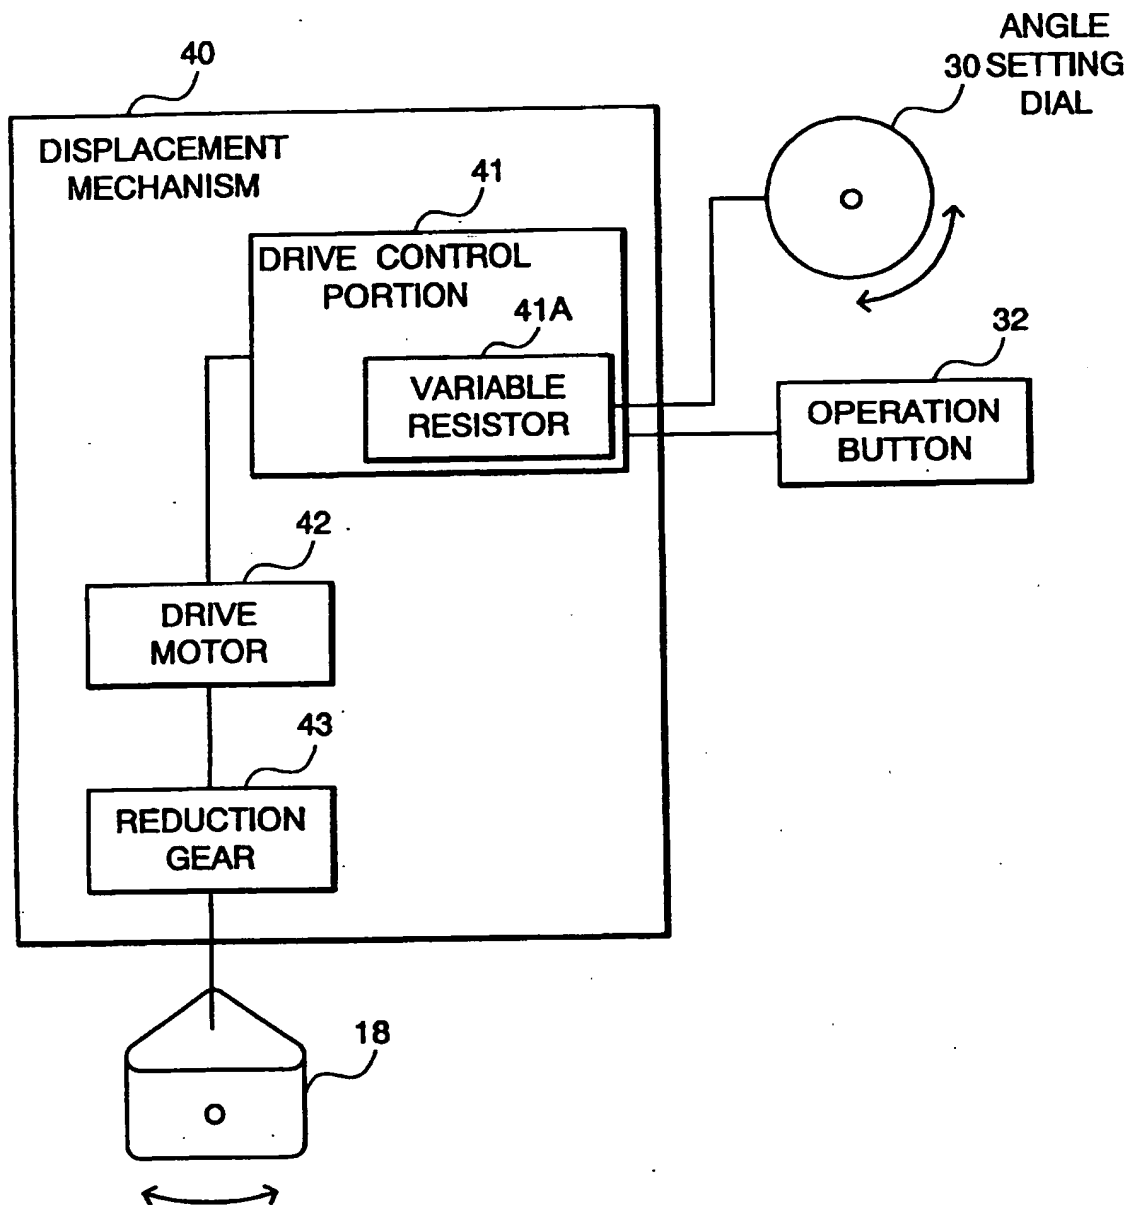 ANGLE
30 SETTING
DIAL
40
DISPLACEMENT
MECHANISM
41
DRIVE CONTROL
PORTION
41A
VARIABLE
RESISTOR
32
OPERATION
BUTTON
42
DRIVE
MOTOR
43
REDUCTION
GEAR
18